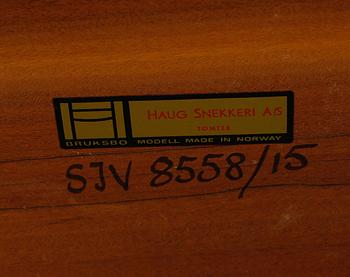 HAUG SNEKKERI A/S
TOMTER
BRUKSBO MODELL MADE IN NORWAY
SJV 8558/15